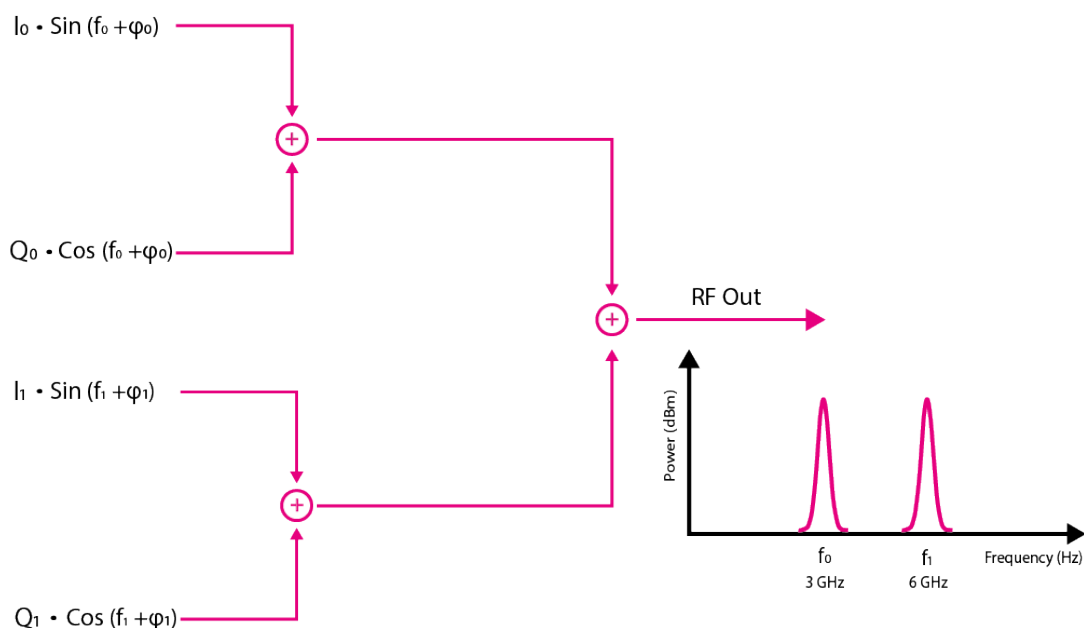 I₀ • Sin (f₀ +φ₀)
Q₀ • Cos (f₀ +φ₀)
RF Out
I₁ • Sin (f₁ +φ₁)
Q₁ • Cos (f₁ +φ₁)
Power (dBm)
f₀
f₁
Frequency (Hz)
3 GHz
6 GHz